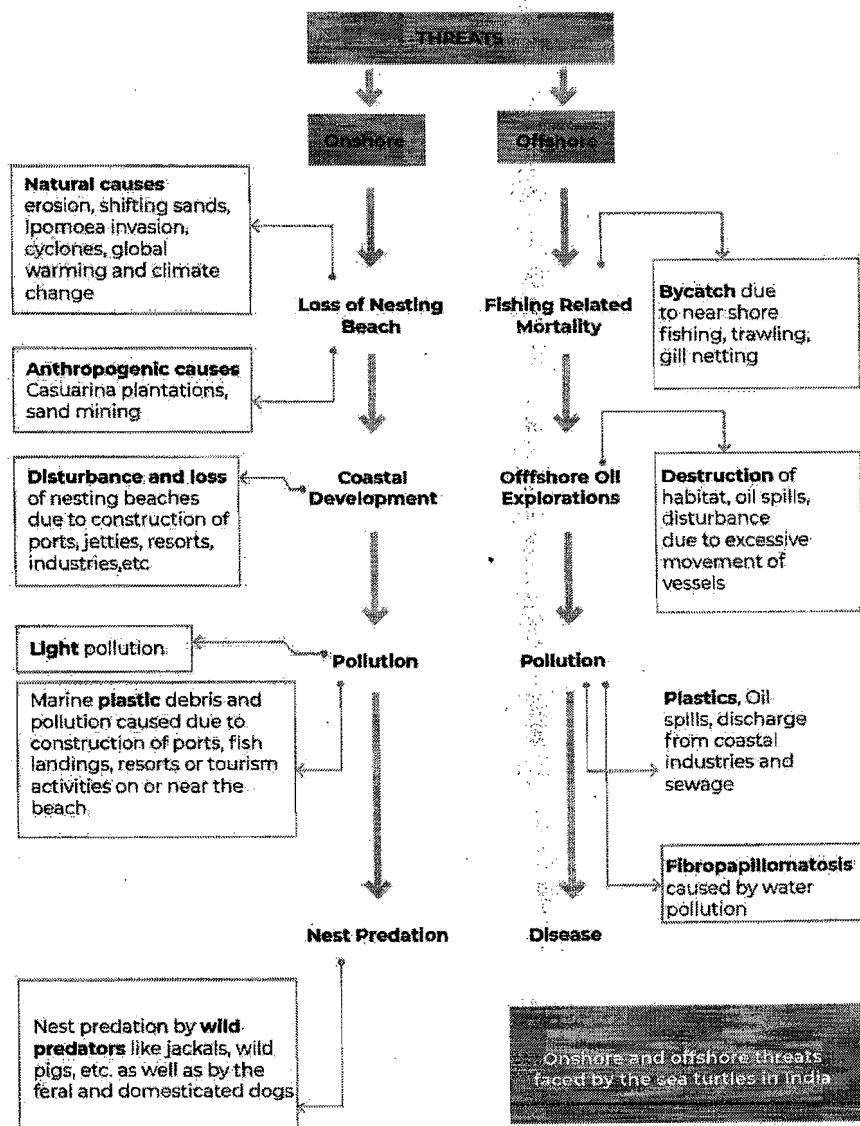 THREATS
Onshore
Offshore
Natural causes
erosion, shifting sands,
Ipomoea invasion,
cyclones, global
warming and climate
change
Loss of Nesting
Beach
Anthropogenic causes
Casuarina plantations,
sand mining
Disturbance and loss
of nesting beaches
due to construction of
ports, jetties, resorts,
industries,etc
Coastal
Development
Light pollution
Pollution
Marine plastic debris and
pollution caused due to
construction of ports, fish
landings, resorts or tourism
activities on or near the
beach
Nest Predation
Nest predation by wild
predators like jackals, wild
pigs, etc. as well as by the
feral and domesticated dogs
Fishing Related
Mortality
Bycatch due
to near shore
fishing, trawling,
gill netting
Offfshore Oil
Explorations
Destruction of
habitat, oil spills,
disturbance
due to excessive
movement of
vessels
Pollution
Plastics, Oil
spills, discharge
from coastal
industries and
sewage
Fibropapillomatosis
caused by water
pollution
Disease
Onshore and offshore threats
faced by the sea turtles in India